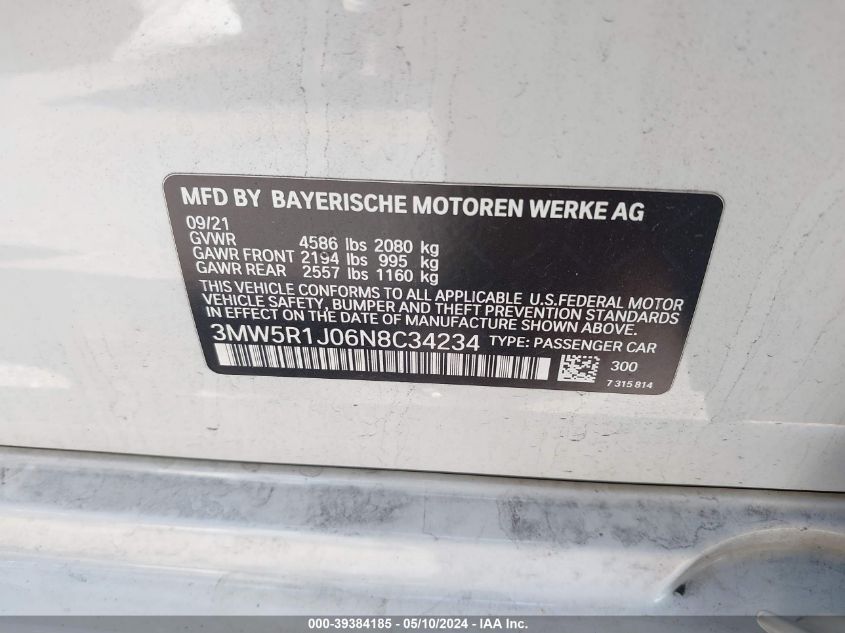 MFD BY BAYERISCHE MOTOREN WERKE AG
09/21
GVWR 4586 lbs 2080 kg
GAWR FRONT 2194 lbs 995 kg
GAWR REAR 2557 lbs 1160 kg
THIS VEHICLE CONFORMS TO ALL APPLICABLE U.S.FEDERAL MOTOR
VEHICLE SAFETY, BUMPER AND THEFT PREVENTION STANDARDS
IN EFFECT ON THE DATE OF MANUFACTURE SHOWN ABOVE.
3MW5R1J06N8C34234 TYPE: PASSENGER CAR
300
7 315 814
000-39384185 - 05/10/2024 - IAA Inc.